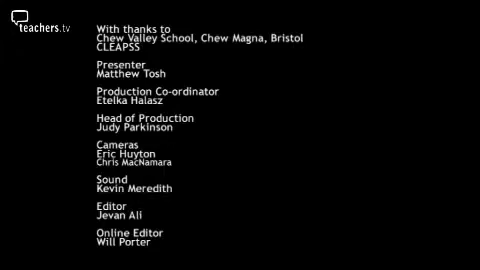 teachers.tv
With thanks to
Chew Valley School, Chew Magna, Bristol
CLEAPSS
Presenter
Matthew Tosh
Production Co-ordinator
Etelka Halasz
Head of Production
Judy Parkinson
Cameras
Eric Huyton
Chris MacNamara
Sound
Kevin Meredith
Editor
Jevan Ali
Online Editor
Will Porter